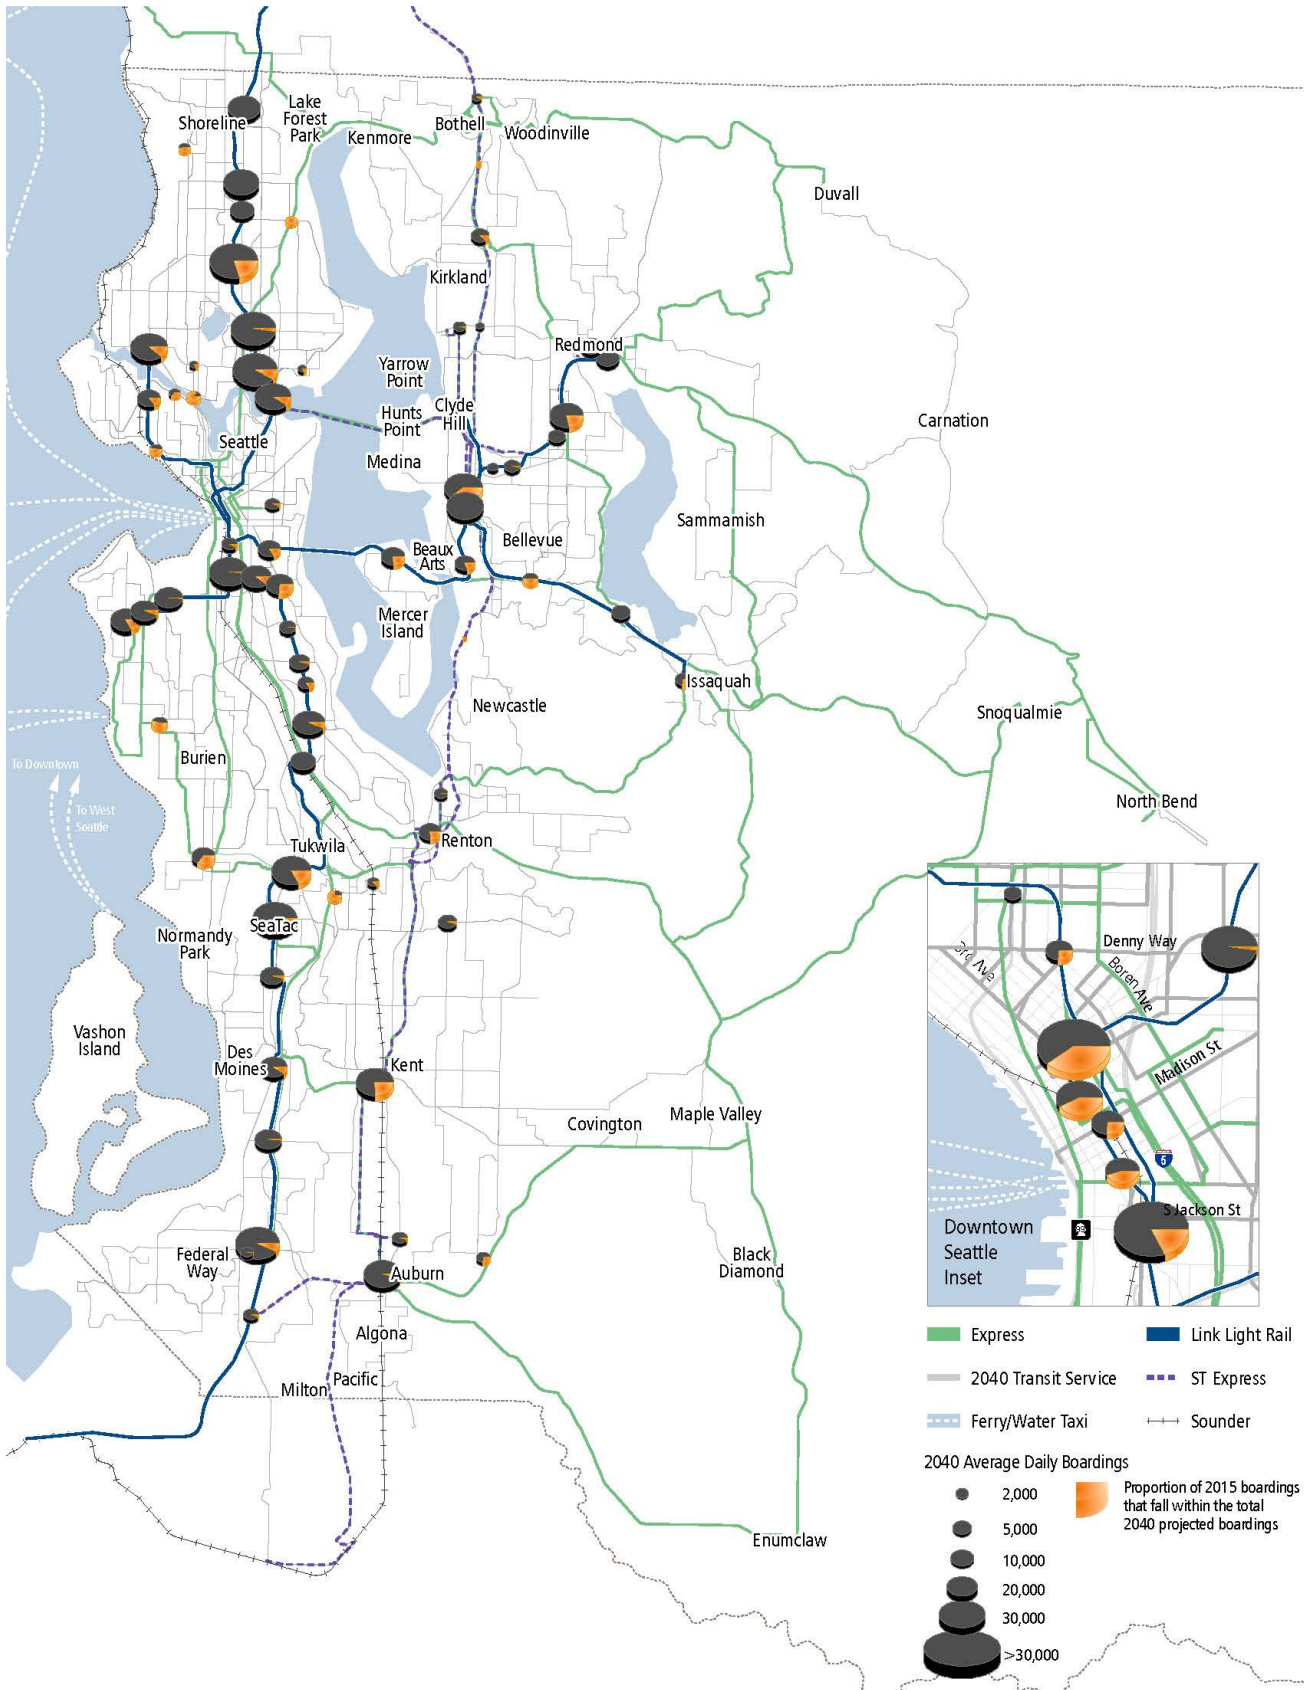 Lake
Forest
Park
Shoreline
Kenmore
Bothell
Woodinville
Duvall
Kirkland
Redmond
Yarrow
Point
Hunts
Point
Clyde
Hill
Carnation
Seattle
Medina
Sammamish
Bellevue
Beaux
Arts
Mercer
Island
Issaquah
Newcastle
Snoqualmie
Burien
To Downtown
To West
Seattle
North Bend
Renton
Tukwila
SeaTac
Normandy
Park
Vashon
Island
Des
Moines
Kent
Covington
Maple Valley
Federal
Way
Auburn
Black
Diamond
Algona
Pacific
Milton
Enumclaw
Denny Way
3rd Ave
Boren Ave
Madison St
5
S Jackson St
99
Downtown
Seattle
Inset
Express
Link Light Rail
2040 Transit Service
ST Express
Ferry/Water Taxi
Sounder
2040 Average Daily Boardings
2,000
5,000
10,000
20,000
30,000
>30,000
Proportion of 2015 boardings
that fall within the total
2040 projected boardings